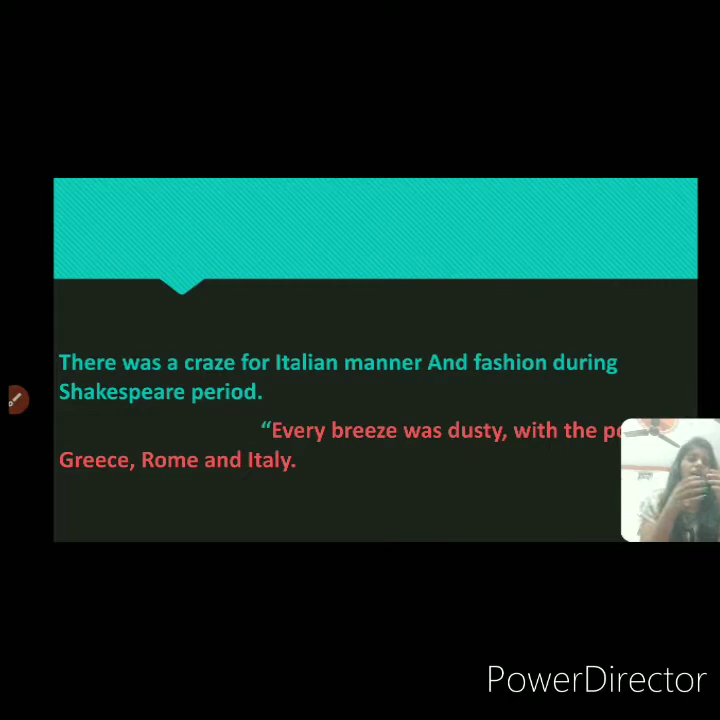 There was a craze for Italian manner And fashion during
Shakespeare period.
“Every breeze was dusty, with the
Greece, Rome and Italy.
PowerDirector